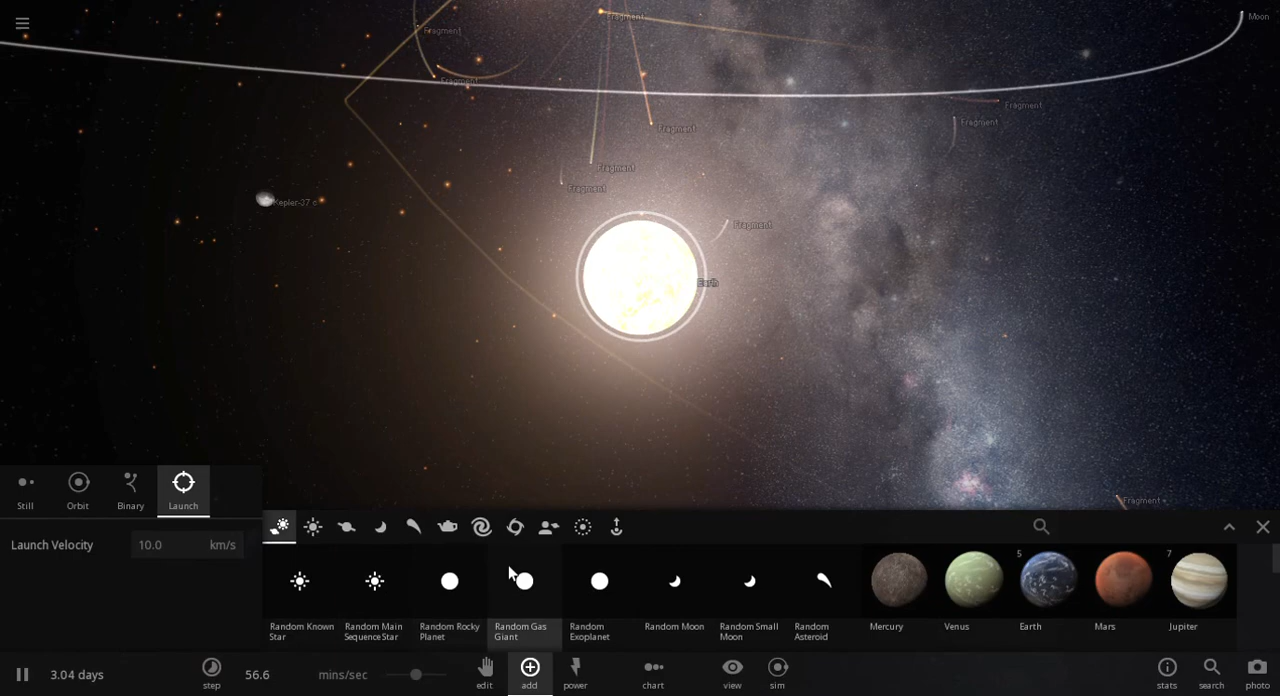 Fragment
Moon
Fragment
Fragment
Fragment
Fragment
Fragment
Fragment
Fragment
Kepler-37 c
Fragment
Earth
Fragment
Still
Orbit
Binary
Launch
Launch Velocity
10.0
km/s
5
7
Random Known
Star
Random Main
Sequence Star
Random Rocky
Planet
Random Gas
Giant
Random
Exoplanet
Random Moon
Random Small
Moon
Random
Asteroid
Mercury
Venus
Earth
Mars
Jupiter
3.04 days
step
56.6
mins/sec
edit
add
power
chart
view
sim
stats
search
photo